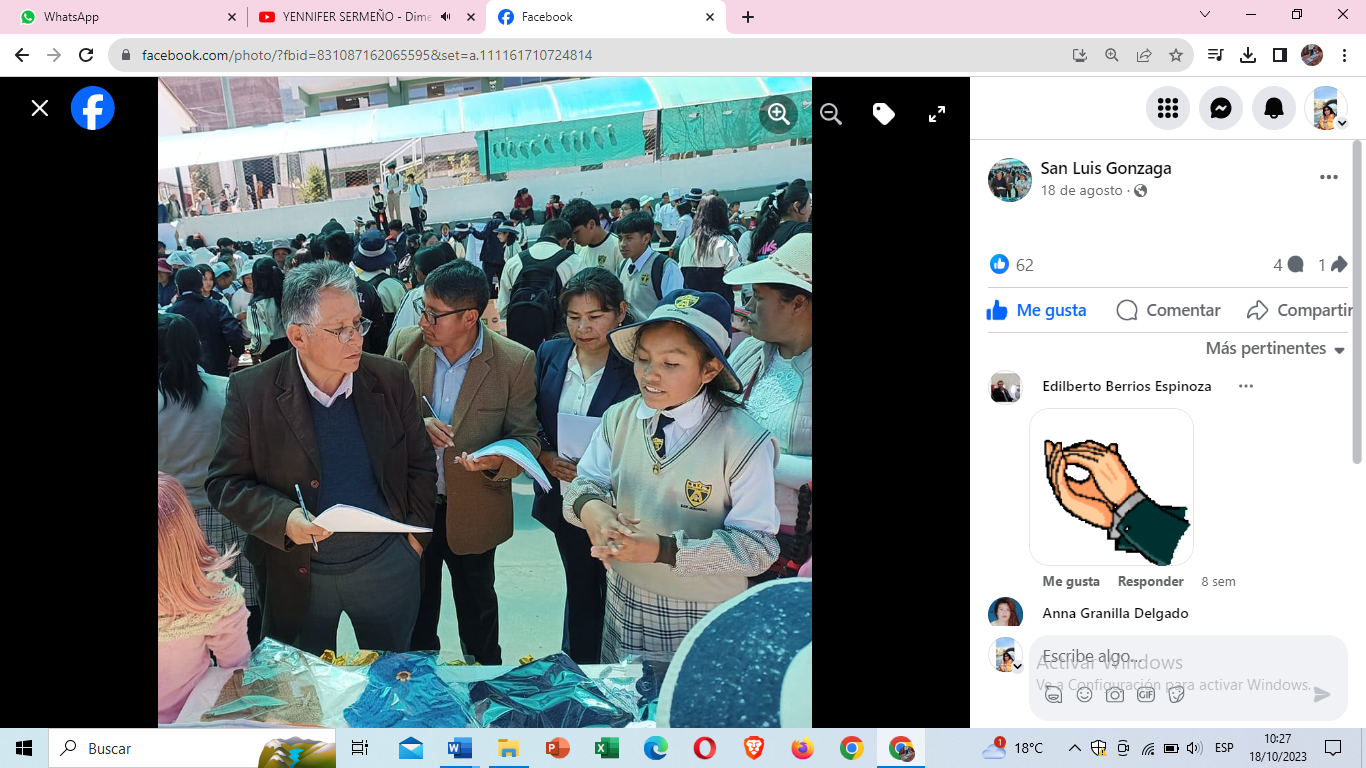 WhatsApp
YENNIFER SERMEÑO - Dime
Facebook
facebook.com/photo/?fbid=831087162065595&set=a.111161710724814
San Luis Gonzaga
18 de agosto ·
62
4
1
Me gusta
Comentar
Compartir
Más pertinentes
Edilberto Berrios Espinoza
Me gusta Responder 8 sem
Anna Granilla Delgado
Escribe algo...
Activar Windows
Ve a Configuración para activar Windows.
GIF
Buscar
1
18°C
ESP
10:27
18/10/2023